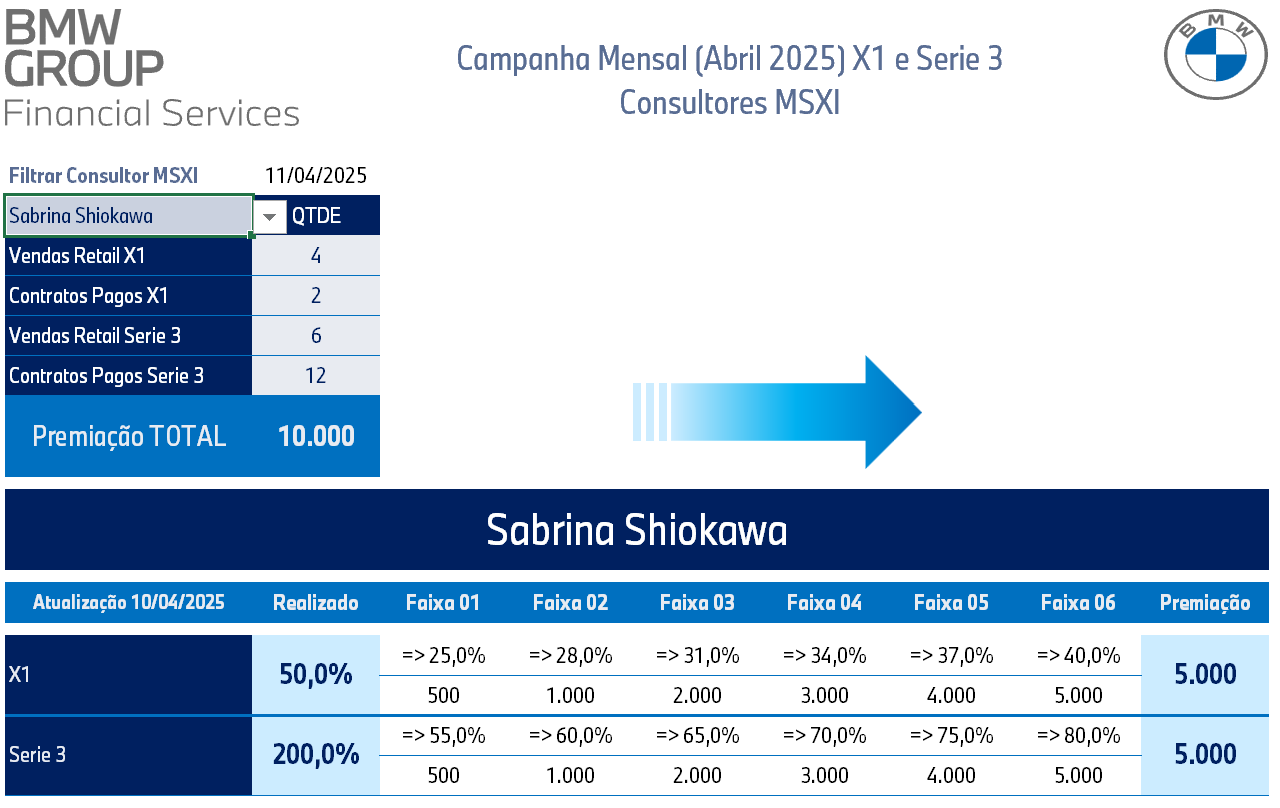 BMW
GROUP
Financial Services
Campanha Mensal (Abril 2025) X1 e Serie 3
Consultores MSXI
BMW
Filtrar Consultor MSXI 11/04/2025
Sabrina Shiokawa QTDE
Vendas Retail X1 4
Contratos Pagos X1 2
Vendas Retail Serie 3 6
Contratos Pagos Serie 3 12
Premiação TOTAL 10.000
Sabrina Shiokawa
Atualização 10/04/2025 Realizado Faixa 01 Faixa 02 Faixa 03 Faixa 04 Faixa 05 Faixa 06 Premiação
X1 50,0% => 25,0% => 28,0% => 31,0% => 34,0% => 37,0% => 40,0% 5.000
500 1.000 2.000 3.000 4.000 5.000
Serie 3 200,0% => 55,0% => 60,0% => 65,0% => 70,0% => 75,0% => 80,0% 5.000
500 1.000 2.000 3.000 4.000 5.000